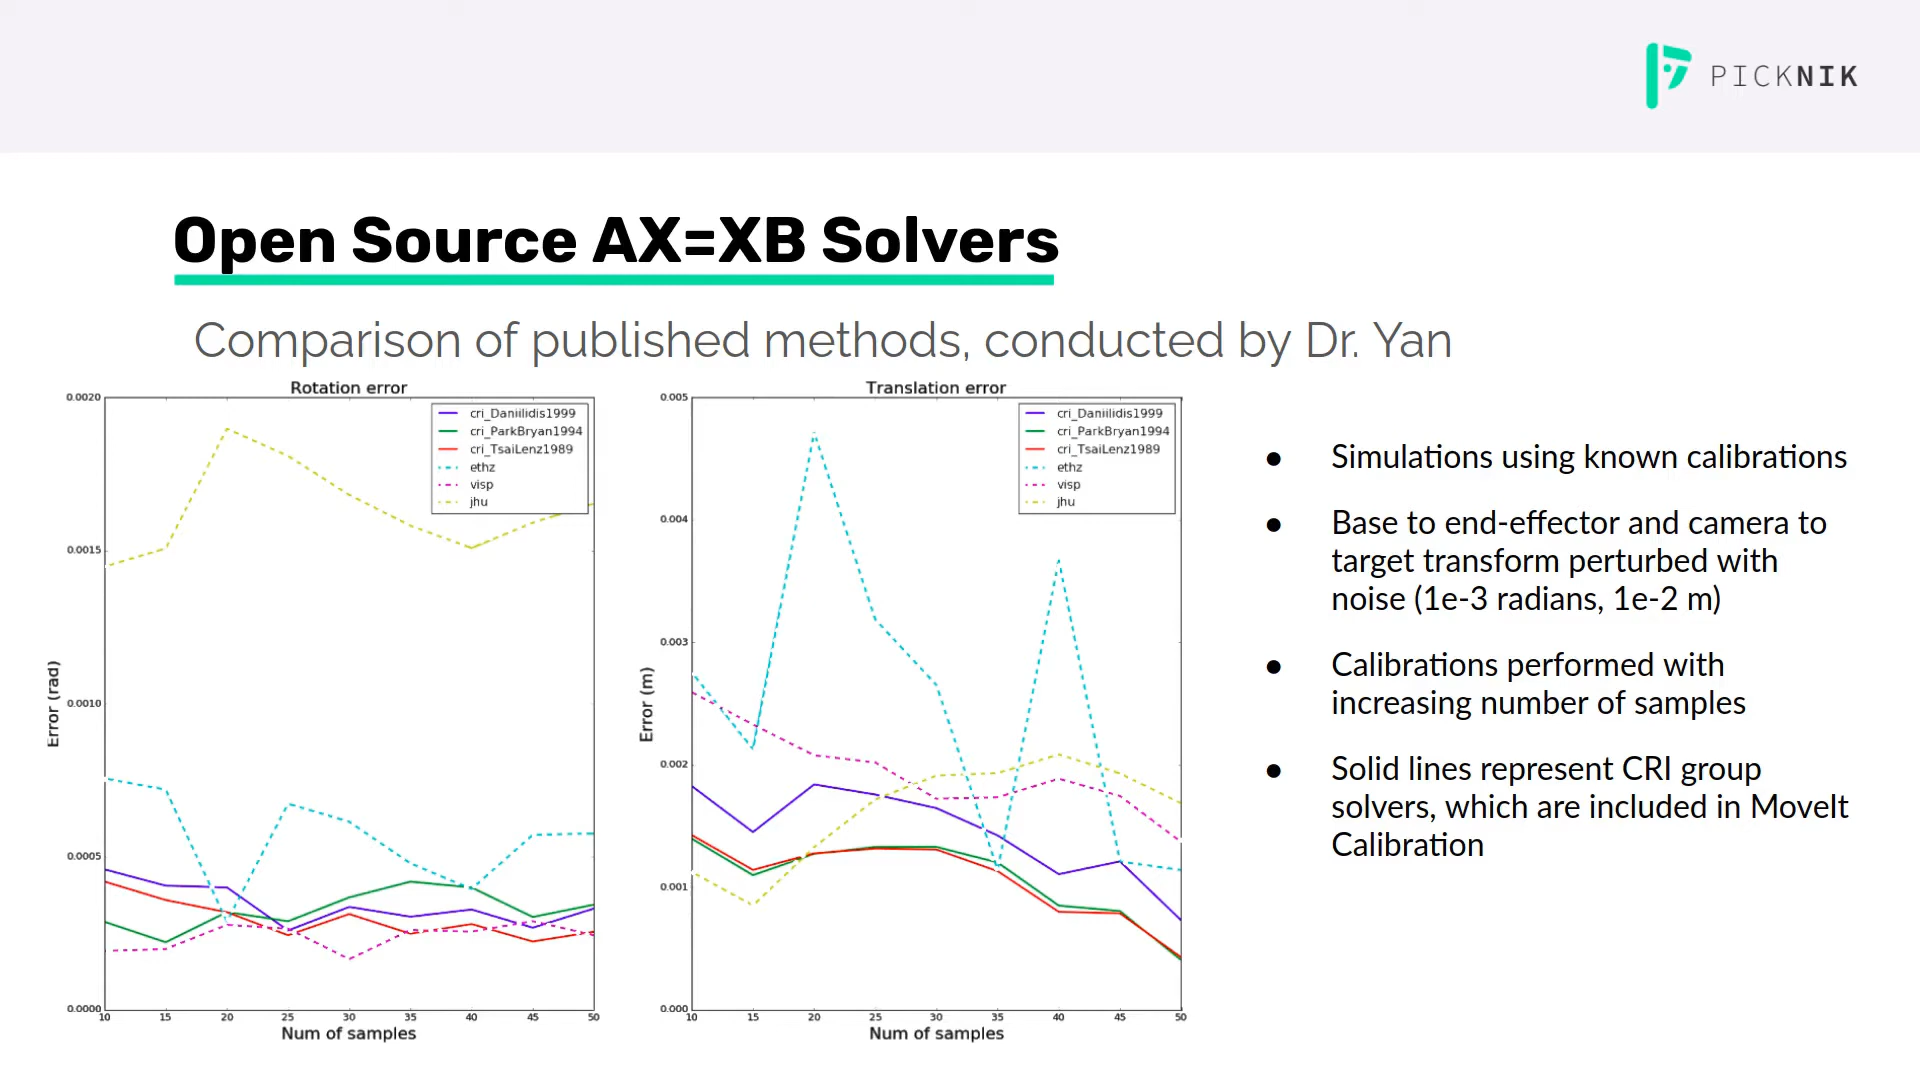 PICKNIK
Open Source AX=XB Solvers
Comparison of published methods, conducted by Dr. Yan
Rotation error
0.0020
0.0015
0.0010
0.0005
0.0000
Error (rad)
cri_Daniilidis1999
cri_ParkBryan1994
cri_TsaiLenz1989
ethz
visp
jhu
10 15 20 25 30 35 40 45 50
Num of samples
Translation error
0.005
0.004
0.003
0.002
0.001
0.000
Error (m)
cri_Daniilidis1999
cri_ParkBryan1994
cri_TsaiLenz1989
ethz
visp
jhu
10 15 20 25 30 35 40 45 50
Num of samples
● Simulations using known calibrations
● Base to end-effector and camera to
target transform perturbed with
noise (1e-3 radians, 1e-2 m)
● Calibrations performed with
increasing number of samples
● Solid lines represent CRI group
solvers, which are included in MoveIt
Calibration